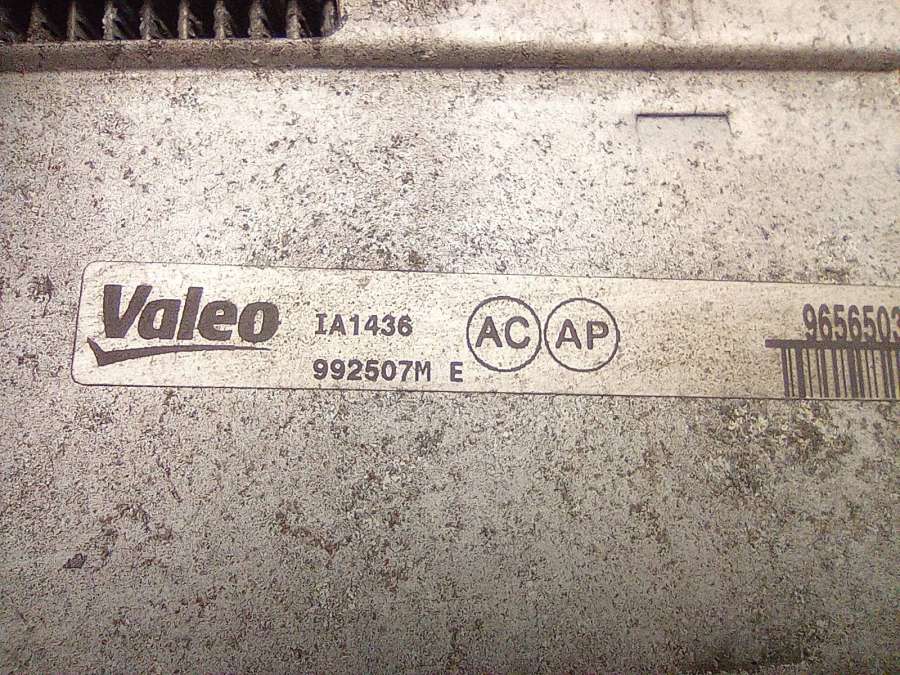 Valeo
IA1436
992507M E
AC
AP
9656503